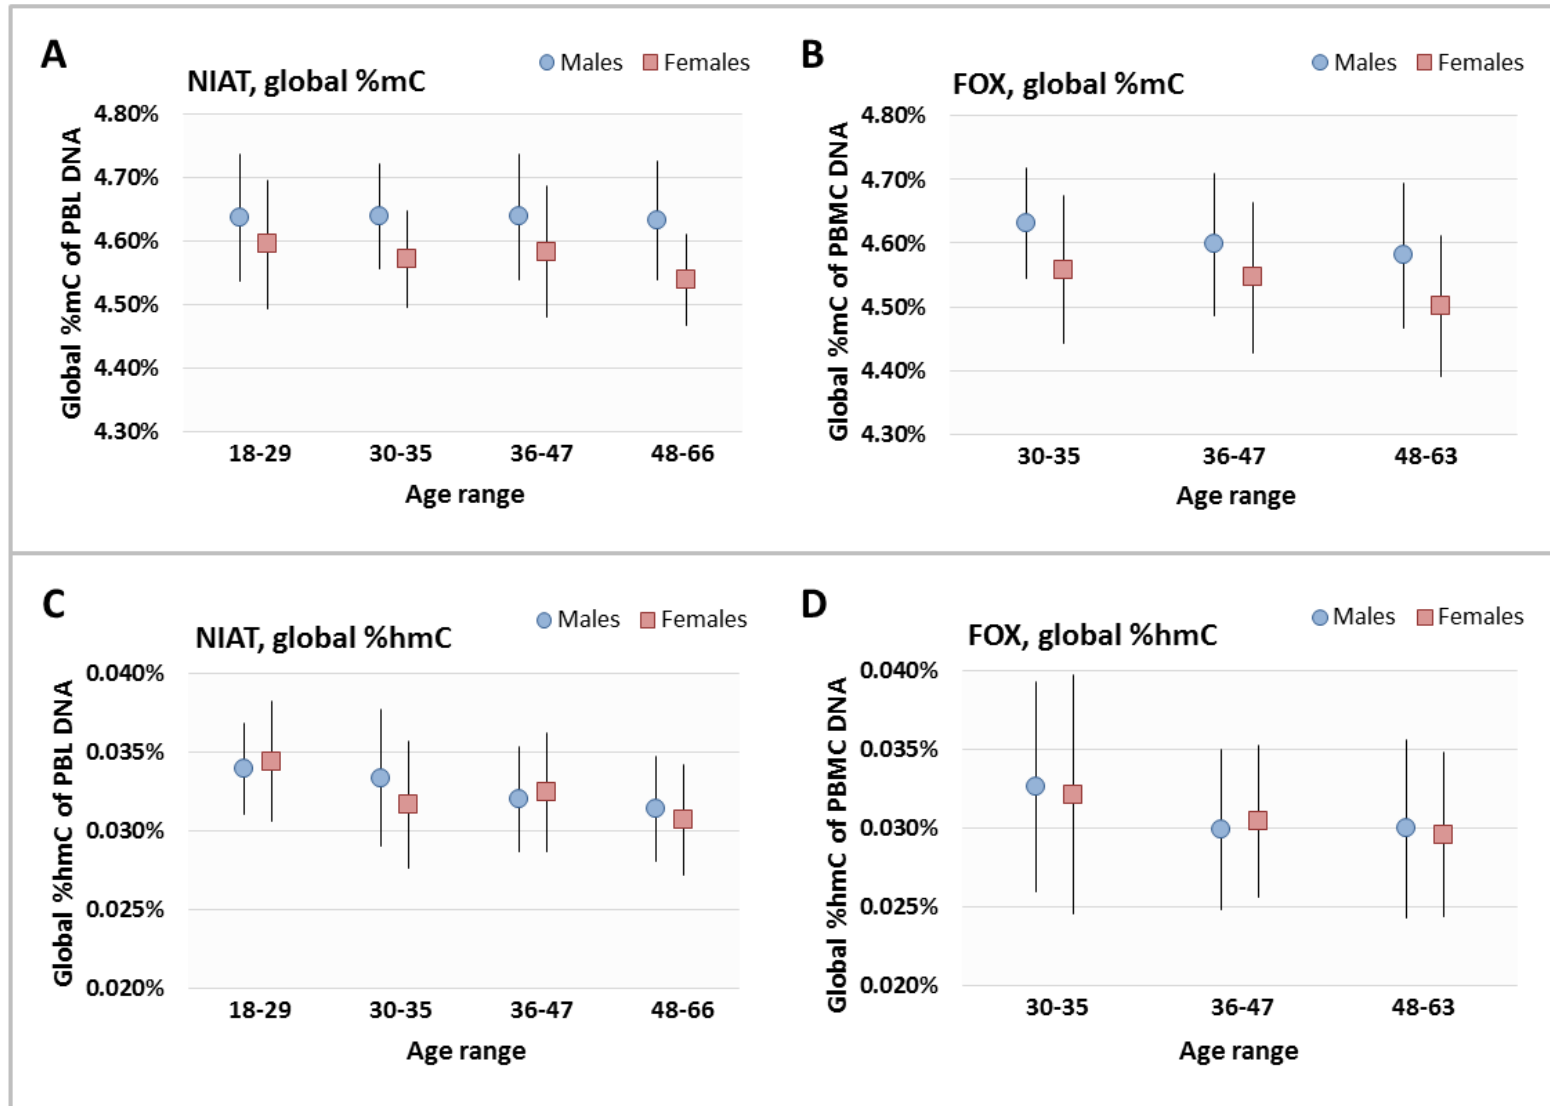 A
Males Females
NIAT, global %mC
Global %mC of PBL DNA
4.80%
4.70%
4.60%
4.50%
4.40%
4.30%
18-29 30-35 36-47 48-66
Age range
B
Males Females
FOX, global %mC
Global %mC of PBMC DNA
4.80%
4.70%
4.60%
4.50%
4.40%
4.30%
30-35 36-47 48-63
Age range
C
Males Females
NIAT, global %hmC
Global %hmC of PBL DNA
0.040%
0.035%
0.030%
0.025%
0.020%
18-29 30-35 36-47 48-66
Age range
D
Males Females
FOX, global %hmC
Global %hmC of PBMC DNA
0.040%
0.035%
0.030%
0.025%
0.020%
30-35 36-47 48-63
Age range